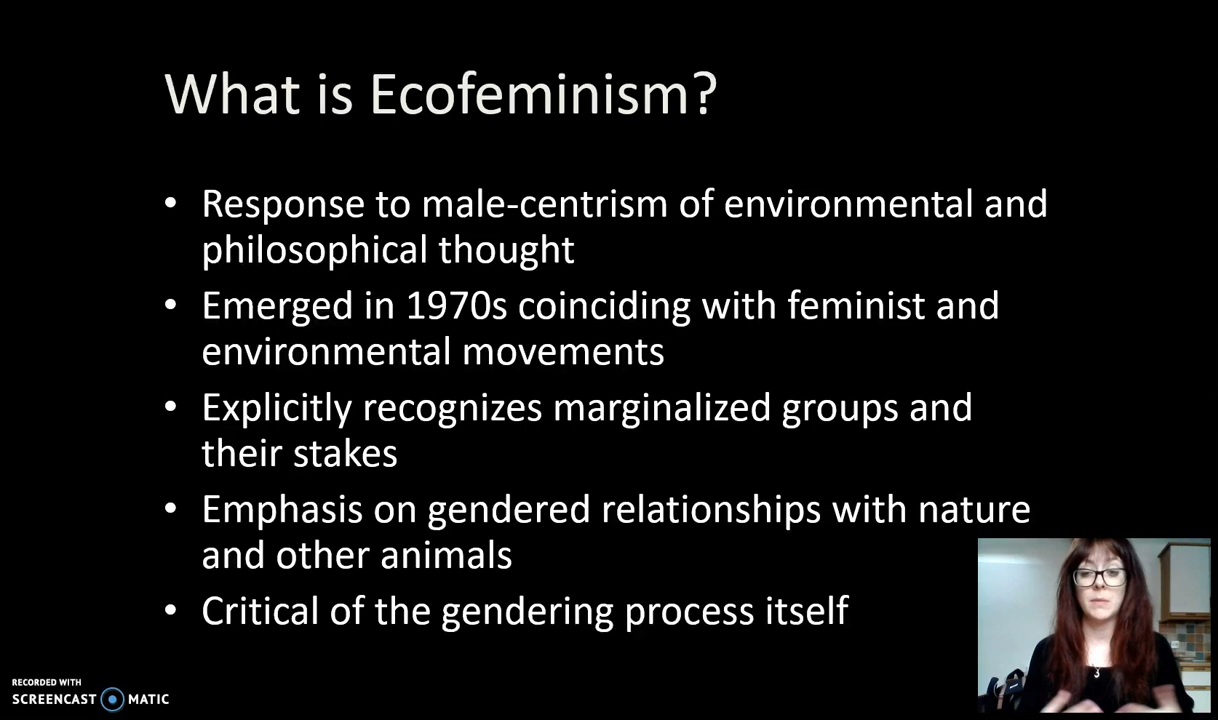 What is Ecofeminism?
• Response to male-centrism of environmental and
philosophical thought
• Emerged in 1970s coinciding with feminist and
environmental movements
• Explicitly recognizes marginalized groups and
their stakes
• Emphasis on gendered relationships with nature
and other animals
• Critical of the gendering process itself
RECORDED WITH
SCREENCAST MATIC